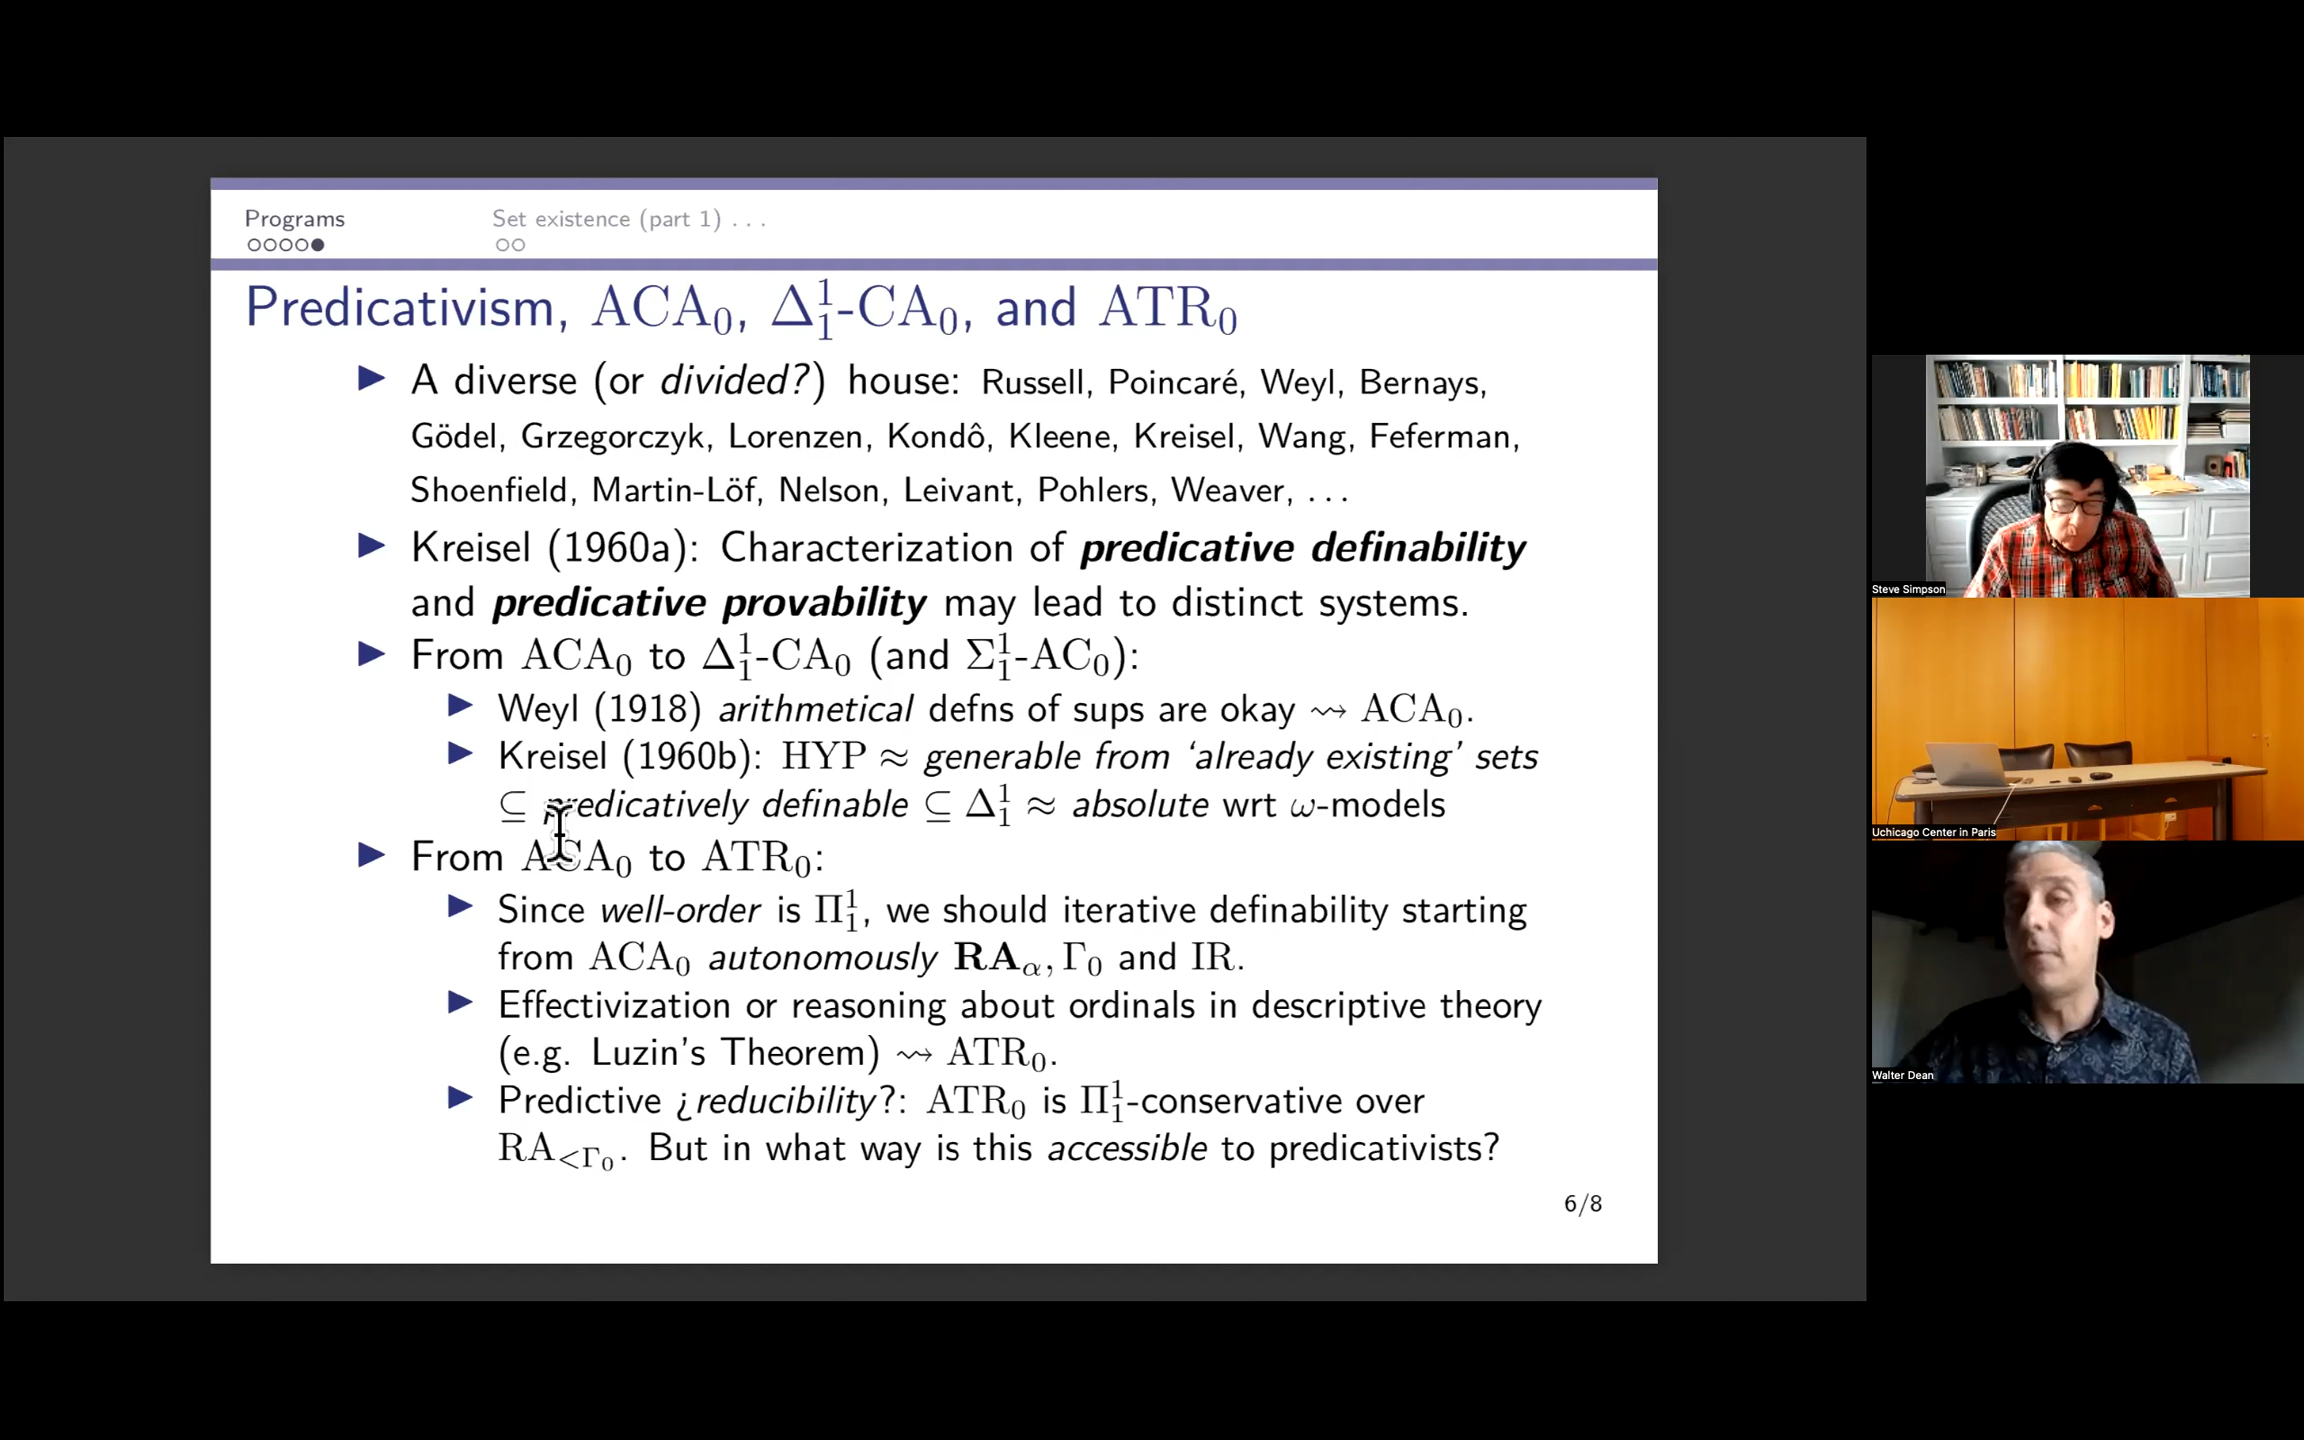 Programs
Set existence (part 1) . . .
Predicativism, ACA₀, Δ¹₁-CA₀, and ATR₀
▶ A diverse (or divided?) house: Russell, Poincaré, Weyl, Bernays,
Gödel, Grzegorczyk, Lorenzen, Kondô, Kleene, Kreisel, Wang, Feferman,
Shoenfield, Martin-Löf, Nelson, Leivant, Pohlers, Weaver, . . .
▶ Kreisel (1960a): Characterization of predicative definability
and predicative provability may lead to distinct systems.
▶ From ACA₀ to Δ¹₁-CA₀ (and Σ¹₁-AC₀):
▶ Weyl (1918) arithmetical defns of sups are okay ⇝ ACA₀.
▶ Kreisel (1960b): HYP ≈ generable from ‘already existing’ sets
⊆ predicatively definable ⊆ Δ¹₁ ≈ absolute wrt ω-models
▶ From ACA₀ to ATR₀:
▶ Since well-order is Π¹₁, we should iterative definability starting
from ACA₀ autonomously RA_α, Γ₀ and IR.
▶ Effectivization or reasoning about ordinals in descriptive theory
(e.g. Luzin's Theorem) ⇝ ATR₀.
▶ Predictive ¿reducibility?: ATR₀ is Π¹₁-conservative over
RA_<Γ₀. But in what way is this accessible to predicativists?
6/8
Steve Simpson
Uchicago Center in Paris
Walter Dean